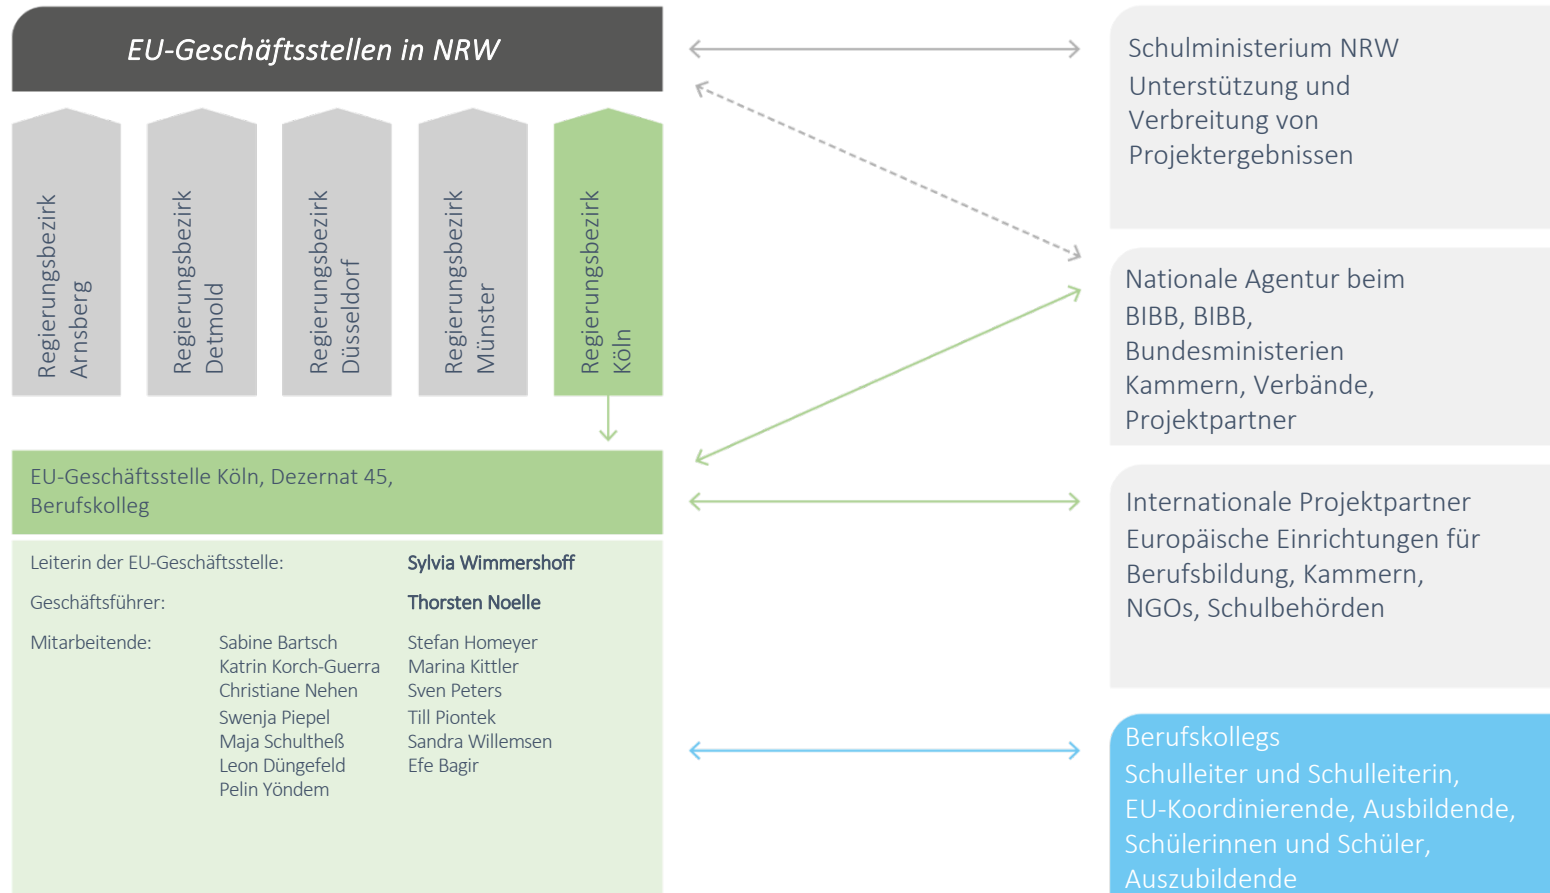 EU-Geschäftsstellen in NRW
Regierungsbezirk
Arnsberg
Regierungsbezirk
Detmold
Regierungsbezirk
Düsseldorf
Regierungsbezirk
Münster
Regierungsbezirk
Köln
EU-Geschäftsstelle Köln, Dezernat 45,
Berufskolleg
Leiterin der EU-Geschäftsstelle: Sylvia Wimmershoff
Geschäftsführer: Thorsten Noelle
Mitarbeitende: Sabine Bartsch Stefan Homeyer
Katrin Korch-Guerra Marina Kittler
Christiane Nehen Sven Peters
Swenja Piepel Till Piontek
Maja Schultheß Sandra Willemsen
Leon Düngefeld Efe Bagir
Pelin Yöndem
Schulministerium NRW
Unterstützung und
Verbreitung von
Projektergebnissen
Nationale Agentur beim
BIBB, BIBB,
Bundesministerien
Kammern, Verbände,
Projektpartner
Internationale Projektpartner
Europäische Einrichtungen für
Berufsbildung, Kammern,
NGOs, Schulbehörden
Berufskollegs
Schulleiter und Schulleiterin,
EU-Koordinierende, Ausbildende,
Schülerinnen und Schüler,
Auszubildende